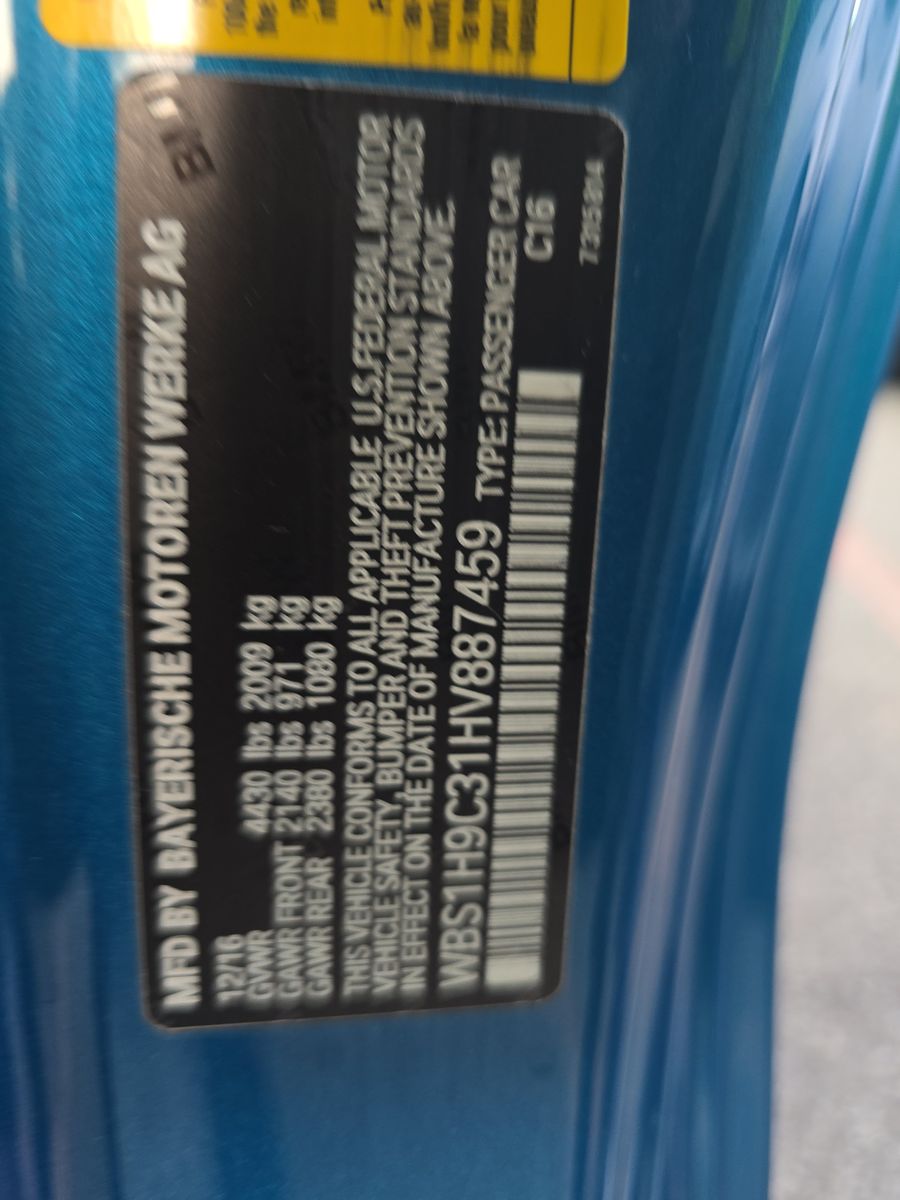 MFD BY BAYERISCHE MOTOREN WERKE AG
12/16
GVWR 4430 lbs 2009 kg
GAWR FRONT 2140 lbs 971 kg
GAWR REAR 2380 lbs 1080 kg
THIS VEHICLE CONFORMS TO ALL APPLICABLE U.S.FEDERAL MOTOR
VEHICLE SAFETY, BUMPER AND THEFT PREVENTION STANDARDS
IN EFFECT ON THE DATE OF MANUFACTURE SHOWN ABOVE.
WBS1H9C31HV887459 TYPE: PASSENGER CAR
C16